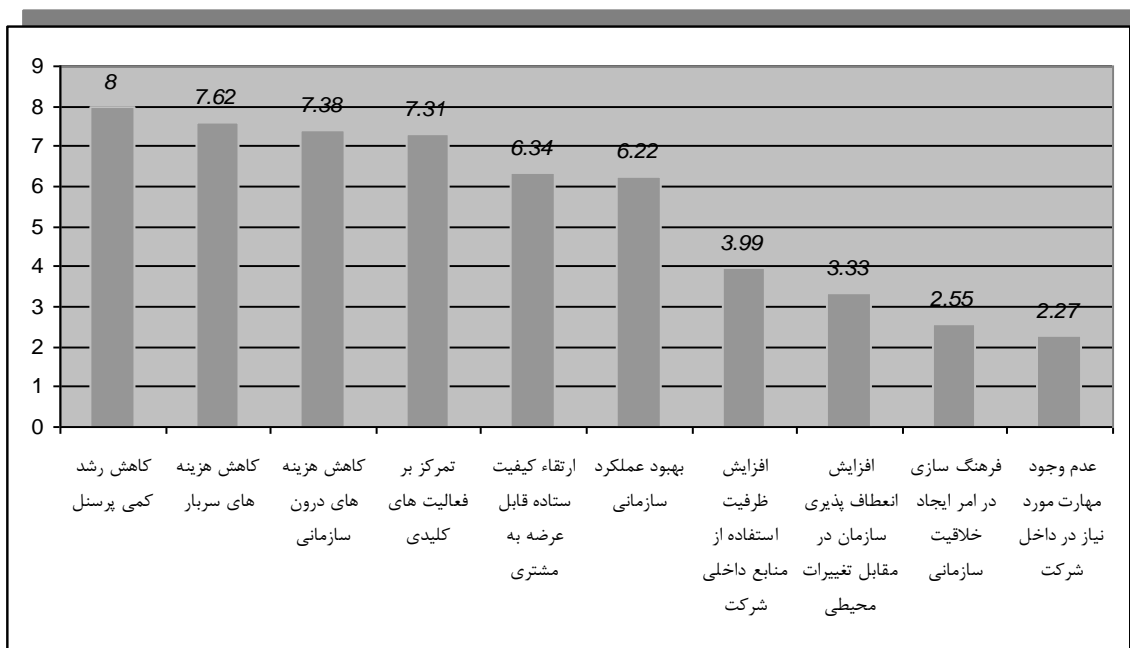 9
8
7
6
5
4
3
2
1
0
8
7.62
7.38
7.31
6.34
6.22
3.99
3.33
2.55
2.27
کاهش رشد
کمی پرسنل
کاهش هزینه
های سربار
کاهش هزینه
های درون
سازمانی
تمرکز بر
فعالیت های
کلیدی
ارتقاء کیفیت
ستاده قابل
عرضه به
مشتری
بهبود عملکرد
سازمانی
افزایش
ظرفیت
استفاده از
منابع داخلی
شرکت
افزایش
انعطاف پذیری
سازمان در
مقابل تغییرات
محیطی
فرهنگ سازی
در امر ایجاد
خلاقیت
سازمانی
عدم وجود
مهارت مورد
نیاز در داخل
شرکت